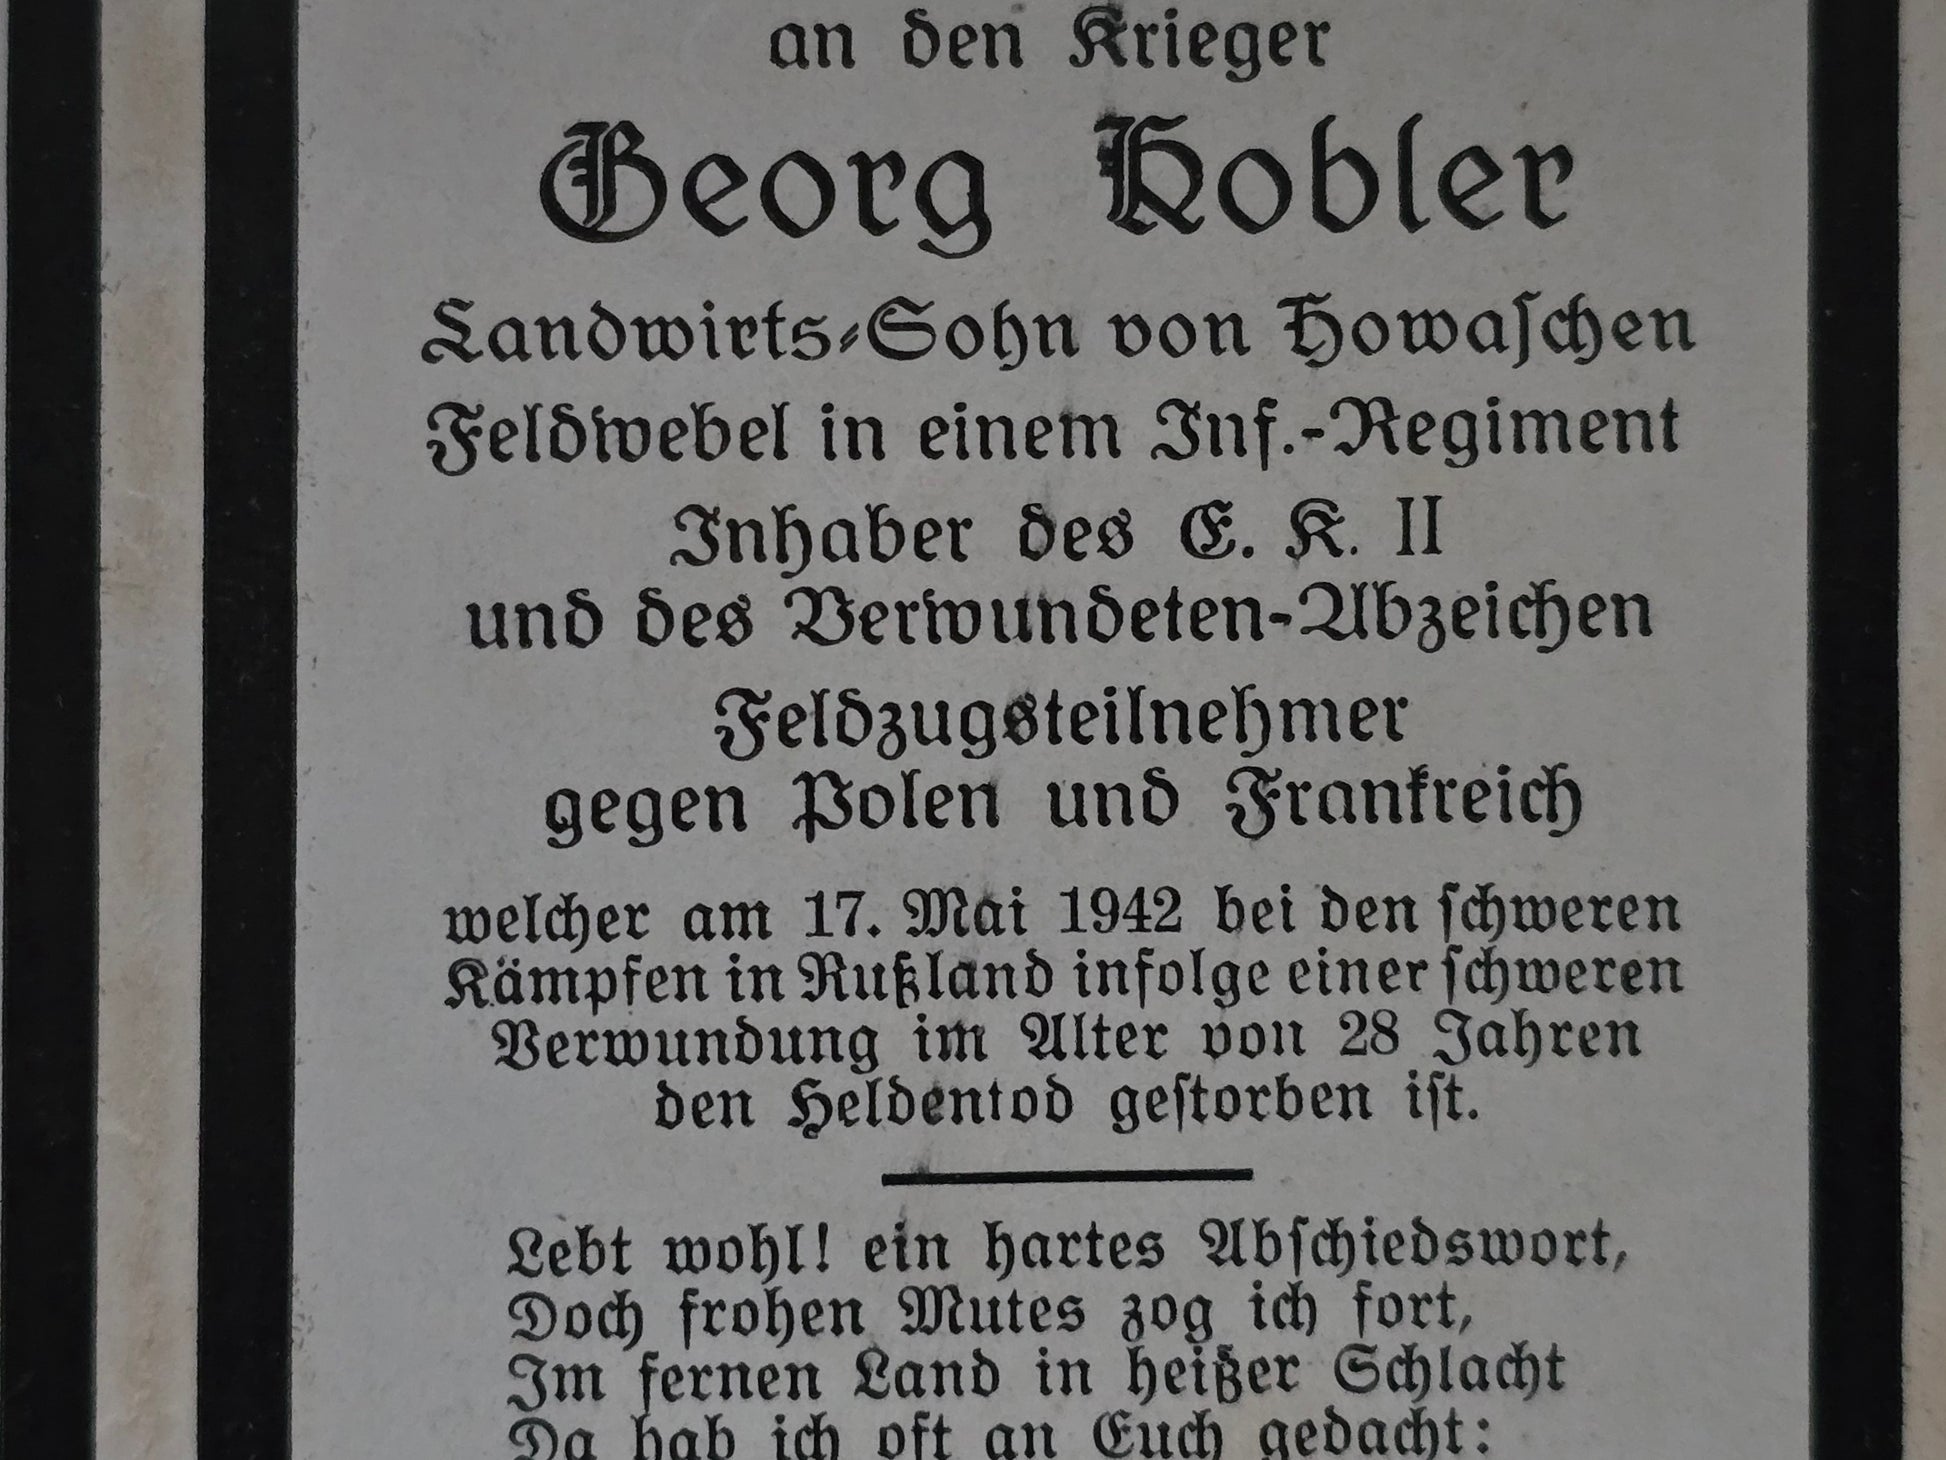 an den Krieger
Georg Kobler
Landwirts-Sohn von Howaschen
Feldwebel in einem Inf.-Regiment
Inhaber des E. K. II
und des Verwundeten-Abzeichen
Feldzugsteilnehmer
gegen Polen und Frankreich
welcher am 17. Mai 1942 bei den schweren
Kämpfen in Rußland infolge einer schweren
Verwundung im Alter von 28 Jahren
den Heldentod gestorben ist.
Lebt wohl! ein hartes Abschiedswort,
Doch frohen Mutes zog ich fort,
Im fernen Land in heißer Schlacht
Da hab ich oft an Euch gedacht: